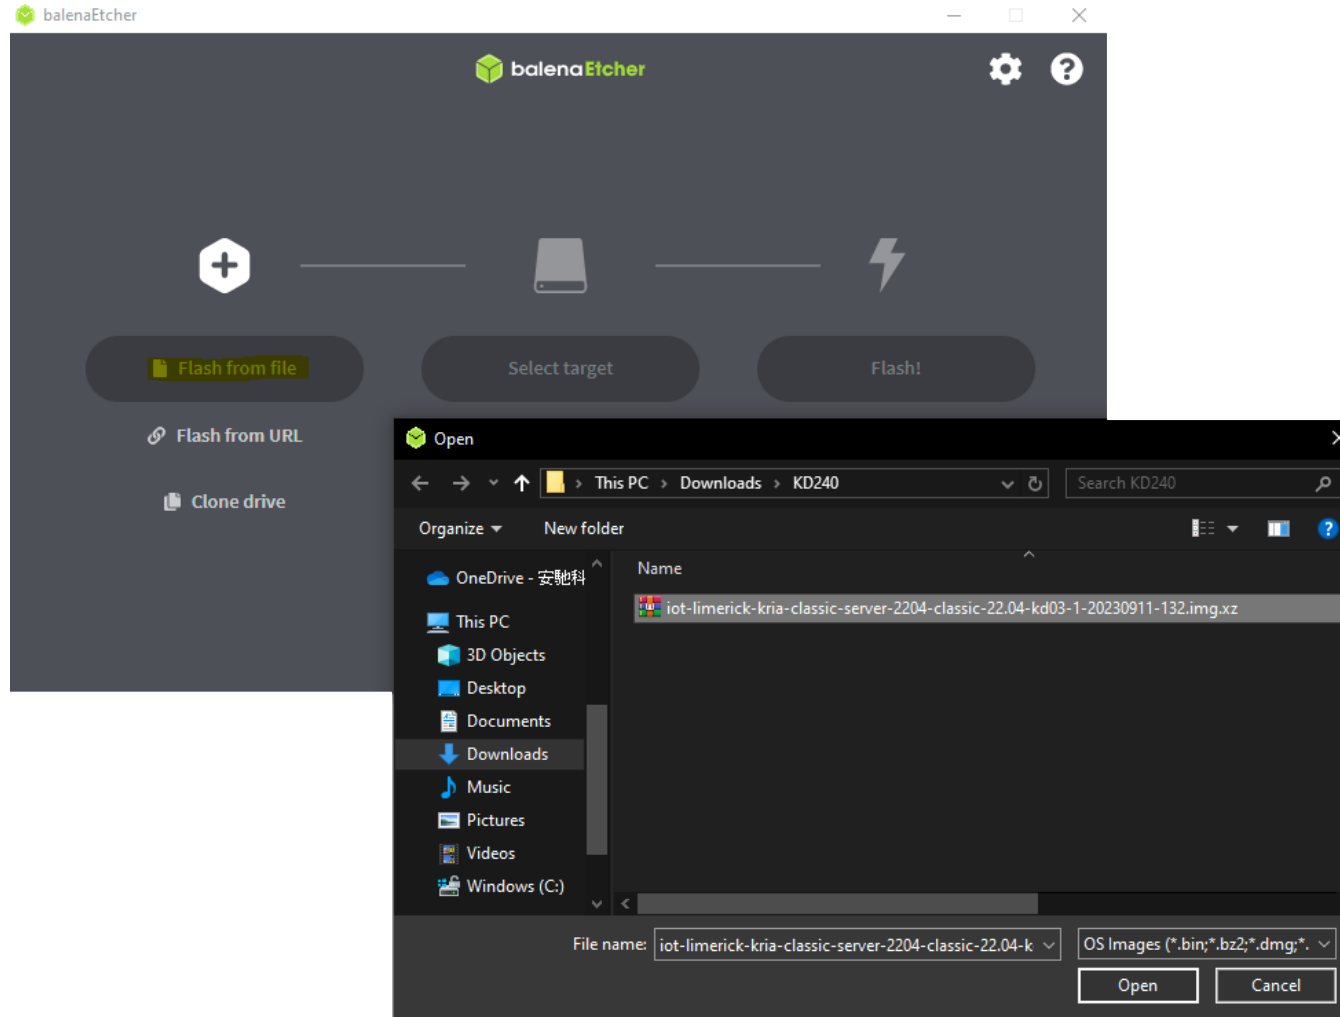 balenaEtcher
balenaEtcher
Flash from file
Select target
Flash!
Flash from URL
Clone drive
Open
This PC > Downloads > KD240
Search KD240
Organize
New folder
Name
OneDrive - 安馳科
iot-limerick-kria-classic-server-2204-classic-22.04-kd03-1-20230911-132.img.xz
This PC
3D Objects
Desktop
Documents
Downloads
Music
Pictures
Videos
Windows (C:)
File name: iot-limerick-kria-classic-server-2204-classic-22.04-k
OS Images (*.bin;*.bz2;*.dmg;*.
Open
Cancel